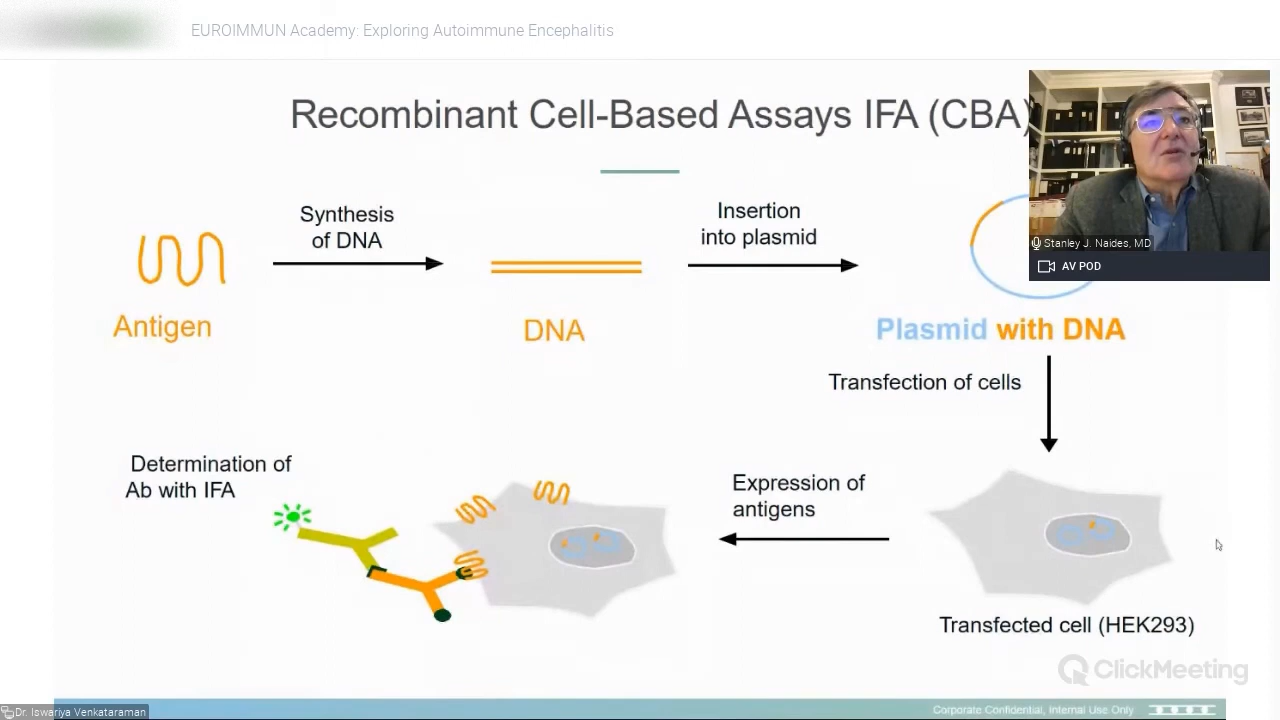 EUROIMMUN Academy: Exploring Autoimmune Encephalitis
Recombinant Cell-Based Assays IFA (CBA)
Stanley J. Naides, MD
AV POD
Synthesis
of DNA
Insertion
into plasmid
Antigen
DNA
Plasmid with DNA
Transfection of cells
Determination of
Ab with IFA
Expression of
antigens
Transfected cell (HEK293)
ClickMeeting
Dr. Iswariya Venkataraman
Corporate Confidential, Internal Use Only